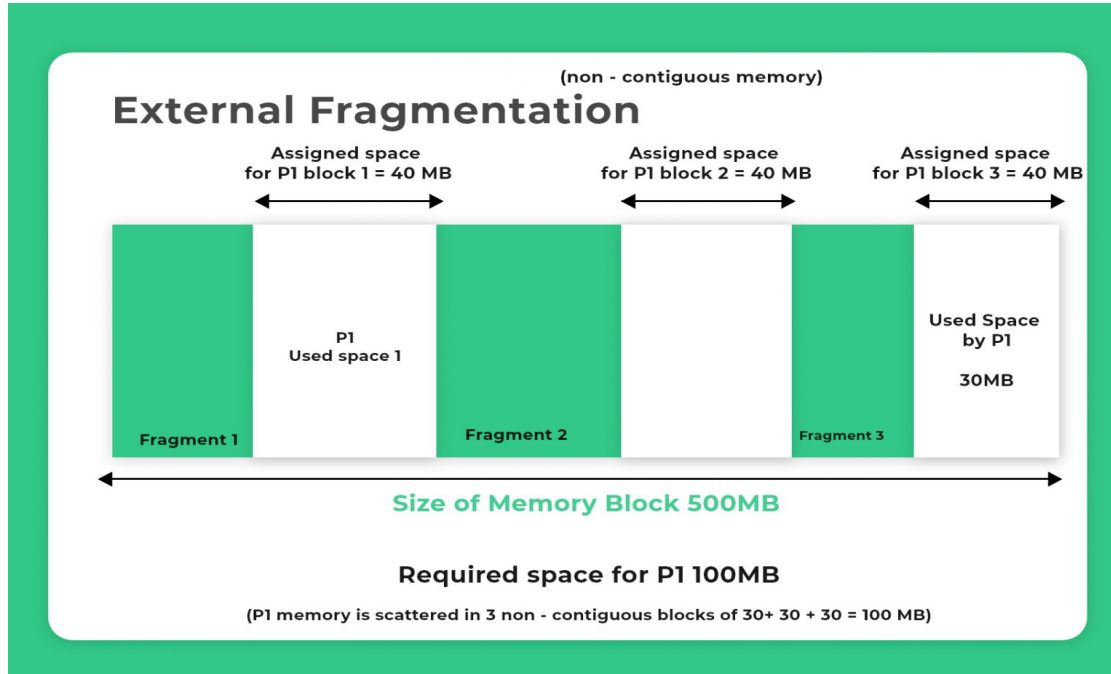 (non - contiguous memory)
External Fragmentation
Assigned space
for P1 block 1 = 40 MB
Assigned space
for P1 block 2 = 40 MB
Assigned space
for P1 block 3 = 40 MB
P1
Used space 1
Used Space
by P1
30MB
Fragment 1
Fragment 2
Fragment 3
Size of Memory Block 500MB
Required space for P1 100MB
(P1 memory is scattered in 3 non - contiguous blocks of 30+ 30 + 30 = 100 MB)